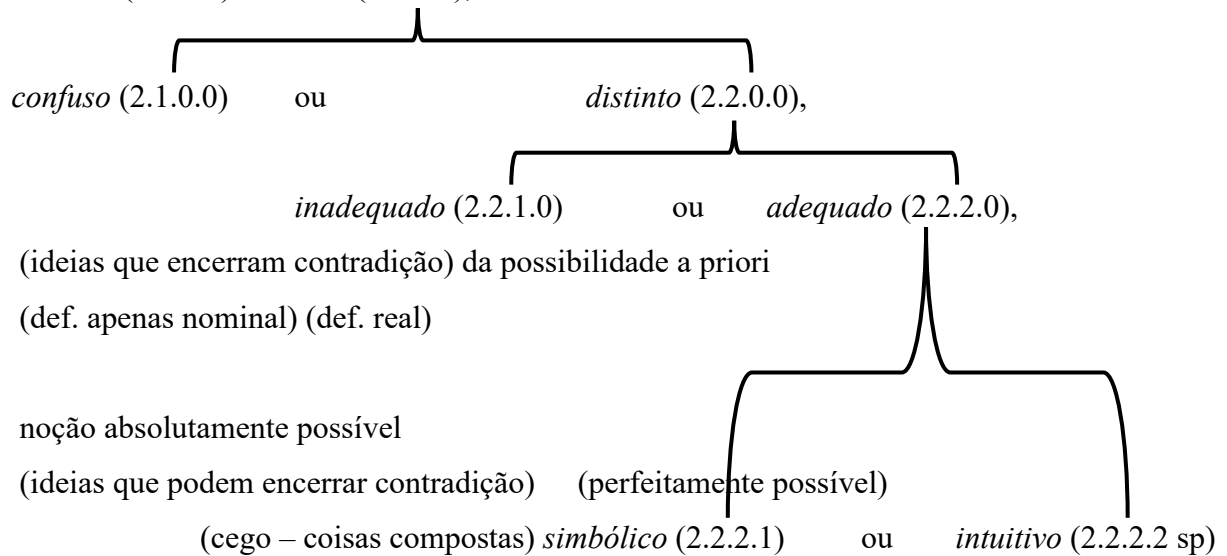 confuso (2.1.0.0) ou distinto (2.2.0.0),
inadequado (2.2.1.0) ou adequado (2.2.2.0),
(ideias que encerram contradição) da possibilidade a priori
(def. apenas nominal) (def. real)
noção absolutamente possível
(ideias que podem encerrar contradição) (perfeitamente possível)
(cego – coisas compostas) simbólico (2.2.2.1) ou intuitivo (2.2.2.2 sp)